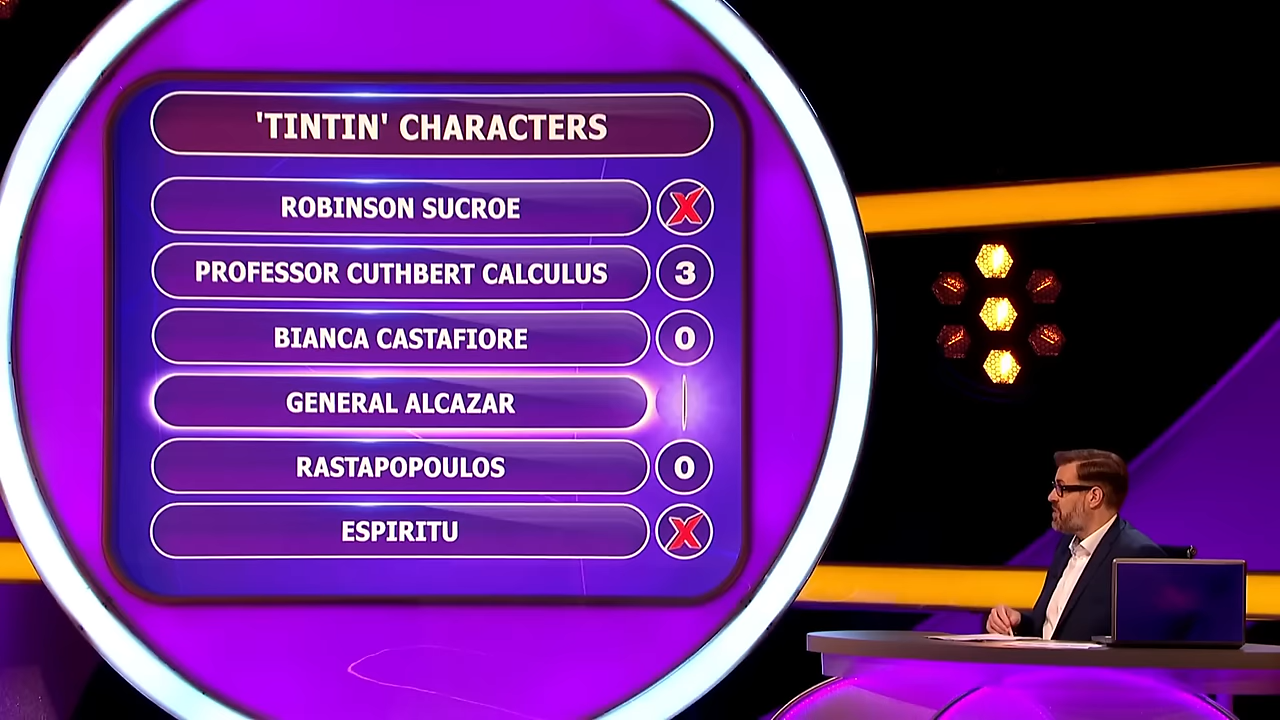 'TINTIN' CHARACTERS
ROBINSON SUCROE X
PROFESSOR CUTHBERT CALCULUS 3
BIANCA CASTAFIORE 0
GENERAL ALCAZAR
RASTAPOPOULOS 0
ESPIRITU X